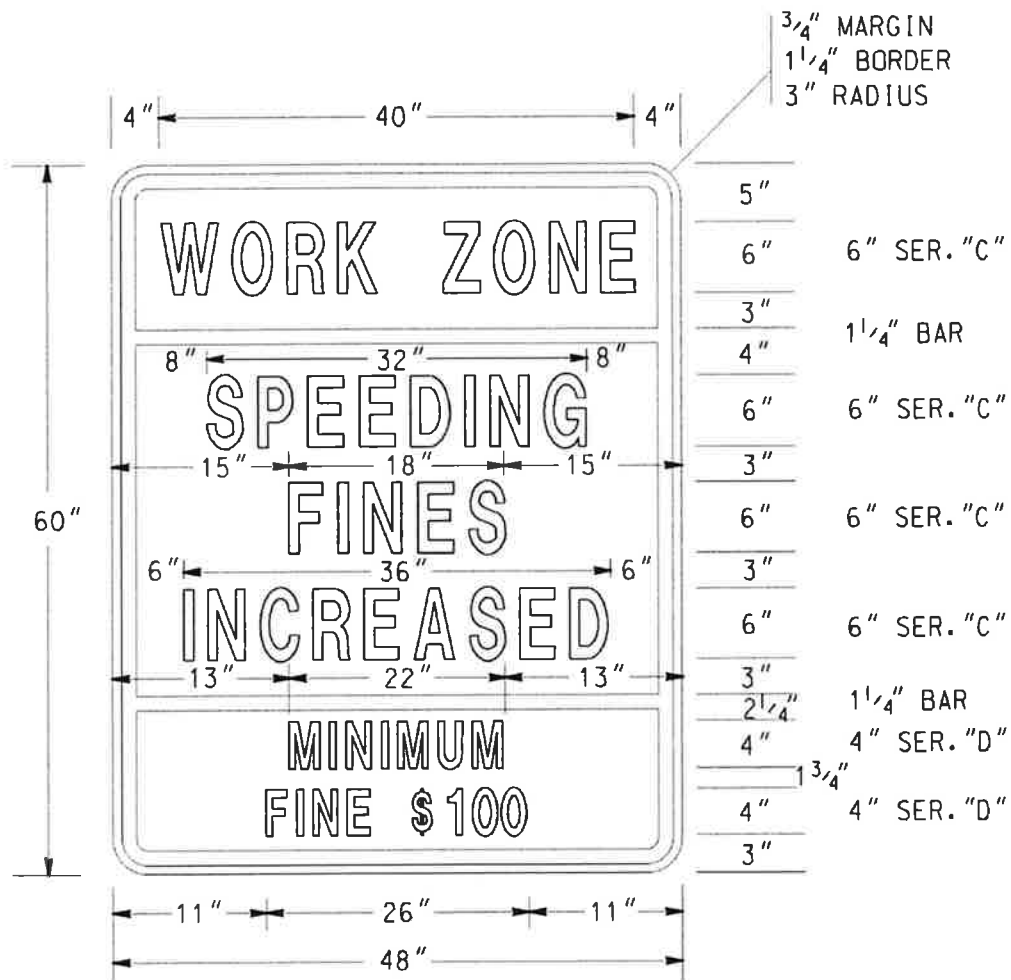 3/4" MARGIN
1 1/4" BORDER
3" RADIUS
4" 40" 4"
5"
WORK ZONE
6" 6" SER. "C"
3"
1 1/4" BAR
4"
8" 32" 8"
SPEEDING
6" 6" SER. "C"
15" 18" 15"
3"
60"
FINES
6" 6" SER. "C"
6" 36" 6"
3"
INCREASED
6" 6" SER. "C"
13" 22" 13"
3"
2 1/4" 1 1/4" BAR
MINIMUM
4" 4" SER. "D"
1 3/4"
FINE $100
4" 4" SER. "D"
3"
11" 26" 11"
48"